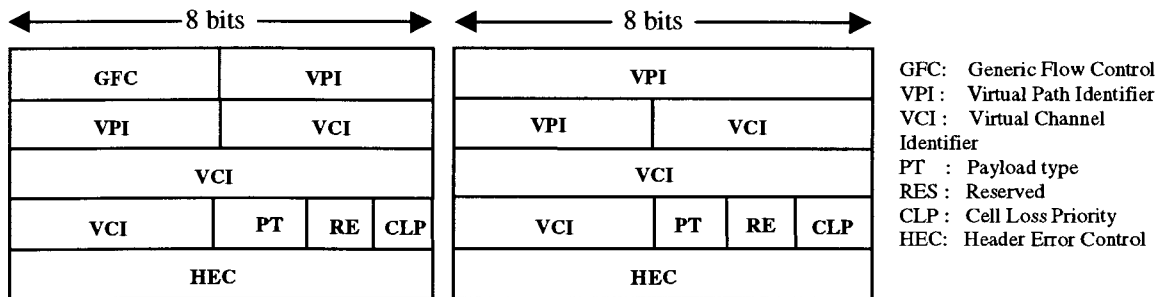 8 bits
GFC VPI
VPI VCI
VCI
VCI PT RE CLP
HEC
8 bits
VPI
VPI VCI
VCI
VCI PT RE CLP
HEC
GFC: Generic Flow Control
VPI : Virtual Path Identifier
VCI : Virtual Channel
Identifier
PT : Payload type
RES : Reserved
CLP : Cell Loss Priority
HEC: Header Error Control